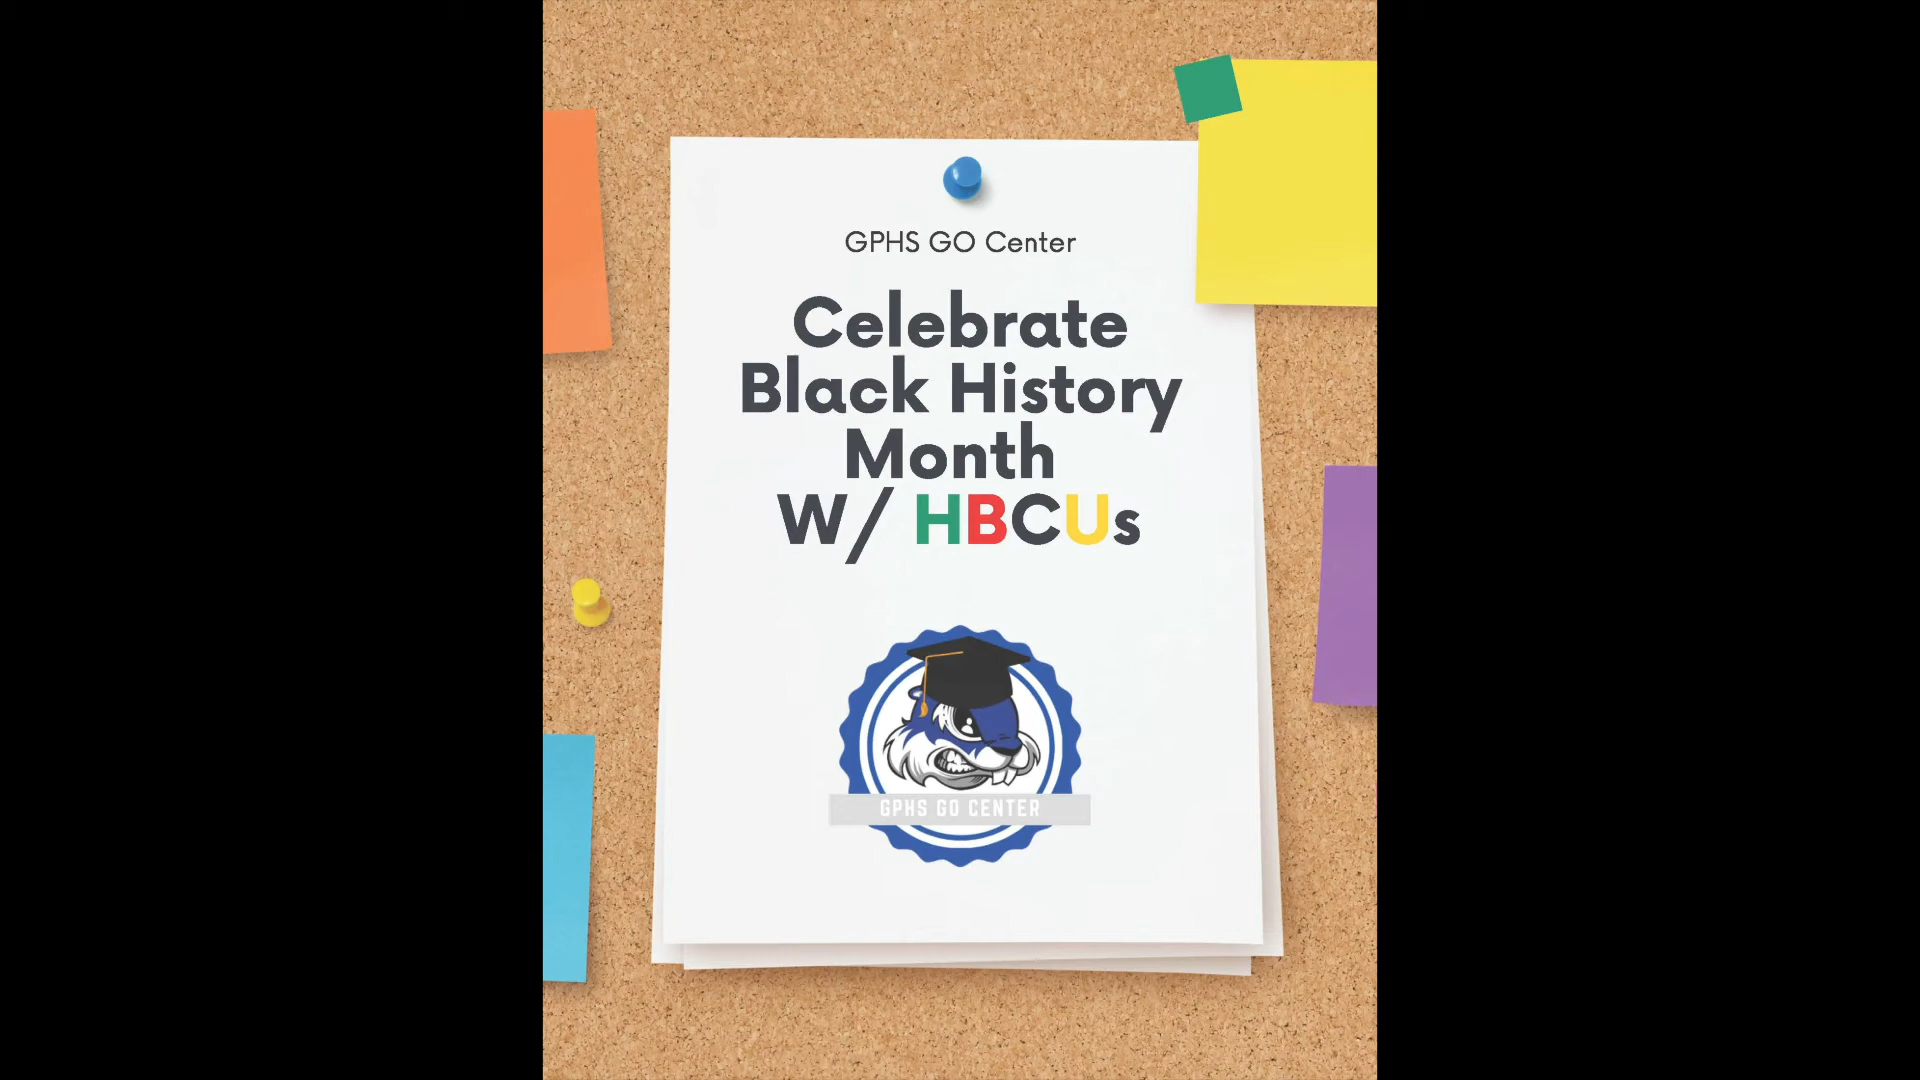 GPHS GO Center
Celebrate
Black History
Month
W/ HBCUs
GPHS GO CENTER